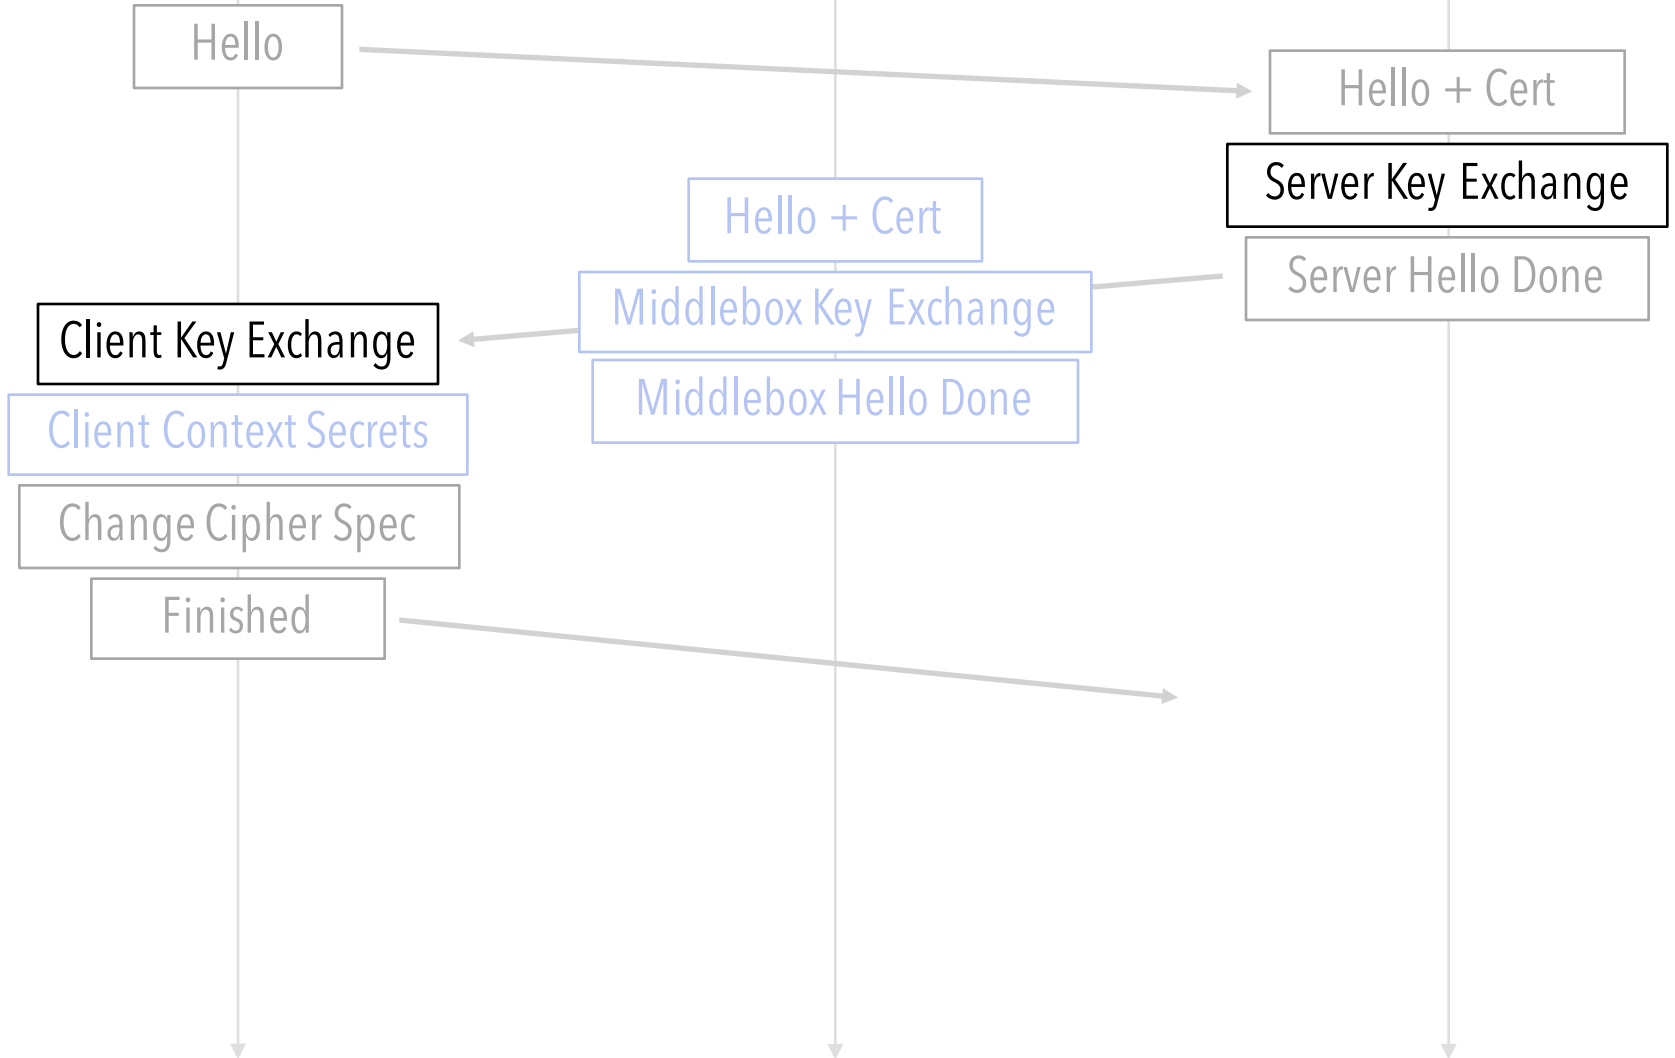 Hello
Hello + Cert
Server Key Exchange
Hello + Cert
Server Hello Done
Middlebox Key Exchange
Client Key Exchange
Middlebox Hello Done
Client Context Secrets
Change Cipher Spec
Finished